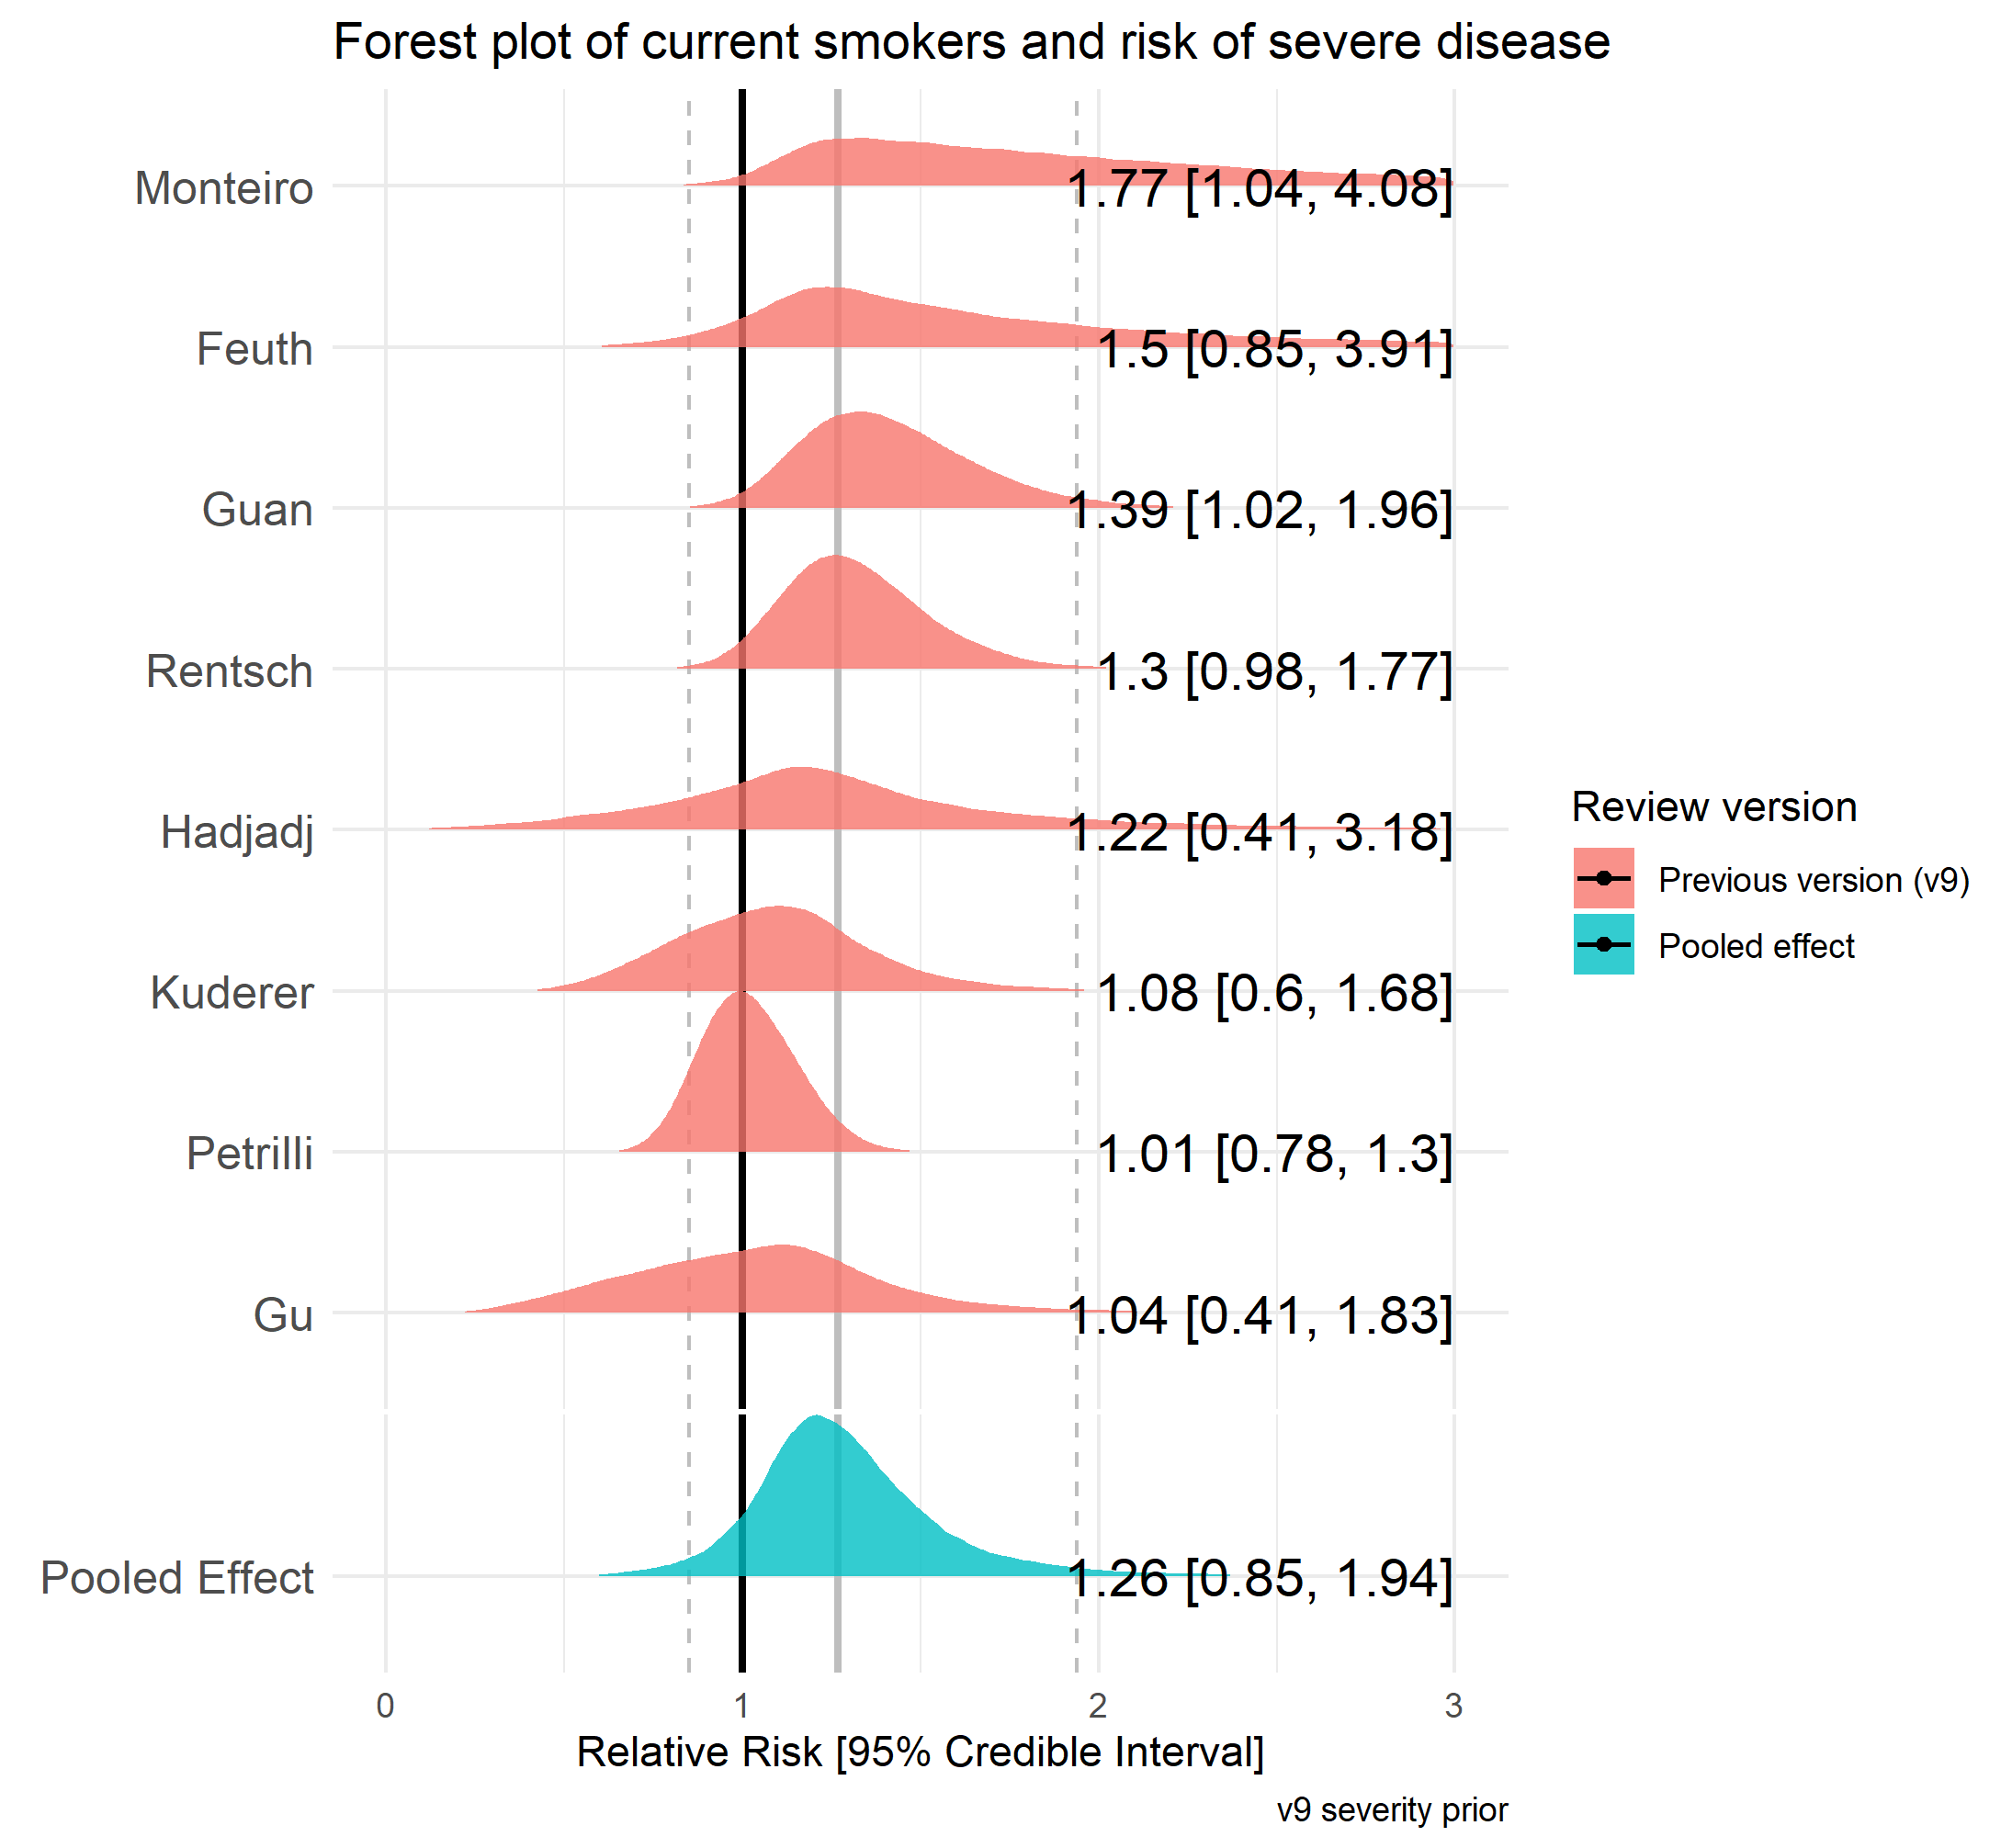 Forest plot of current smokers and risk of severe disease
Monteiro 1.77 [1.04, 4.08]
Feuth 1.5 [0.85, 3.91]
Guan 1.39 [1.02, 1.96]
Rentsch 1.3 [0.98, 1.77]
Hadjadj 1.22 [0.41, 3.18]
Kuderer 1.08 [0.6, 1.68]
Petrilli 1.01 [0.78, 1.3]
Gu 1.04 [0.41, 1.83]
Pooled Effect 1.26 [0.85, 1.94]
0 1 2 3
Relative Risk [95% Credible Interval]
v9 severity prior
Review version
Previous version (v9)
Pooled effect